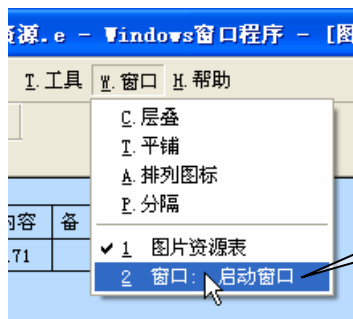 资源.e - Windows窗口程序 - [图
T.工具 W.窗口 H.帮助
C.层叠
T.平铺
A.排列图标
P.分隔
内容 备
✓ 1 图片资源表
71
2 窗口: 启动窗口